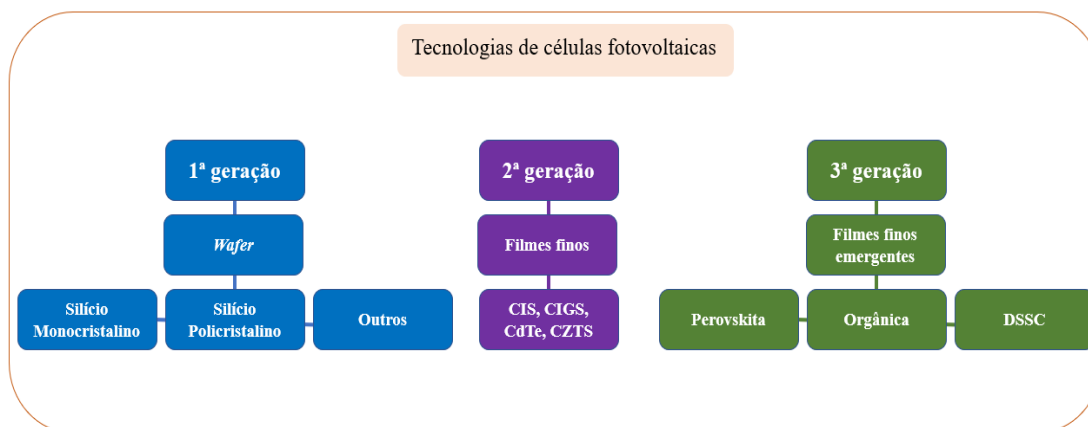 Tecnologias de células fotovoltaicas
1ª geração
2ª geração
3ª geração
Wafer
Filmes finos
Filmes finos
emergentes
Silício
Monocristalino
Silício
Policristalino
Outros
CIS, CIGS,
CdTe, CZTS
Perovskita
Orgânica
DSSC